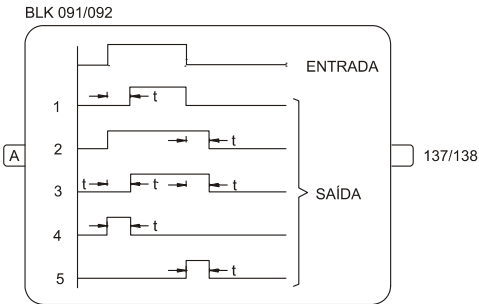 BLK 091/092
ENTRADA
1 t
2 t
A 137/138
3 t t t
SAÍDA
4 t
5 t